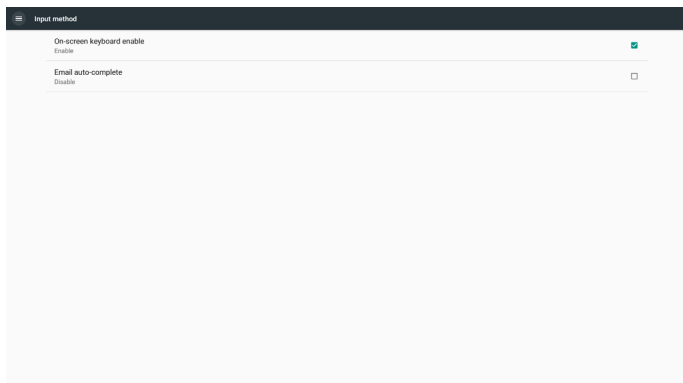 Input method
On-screen keyboard enable
Enable
Email auto-complete
Disable